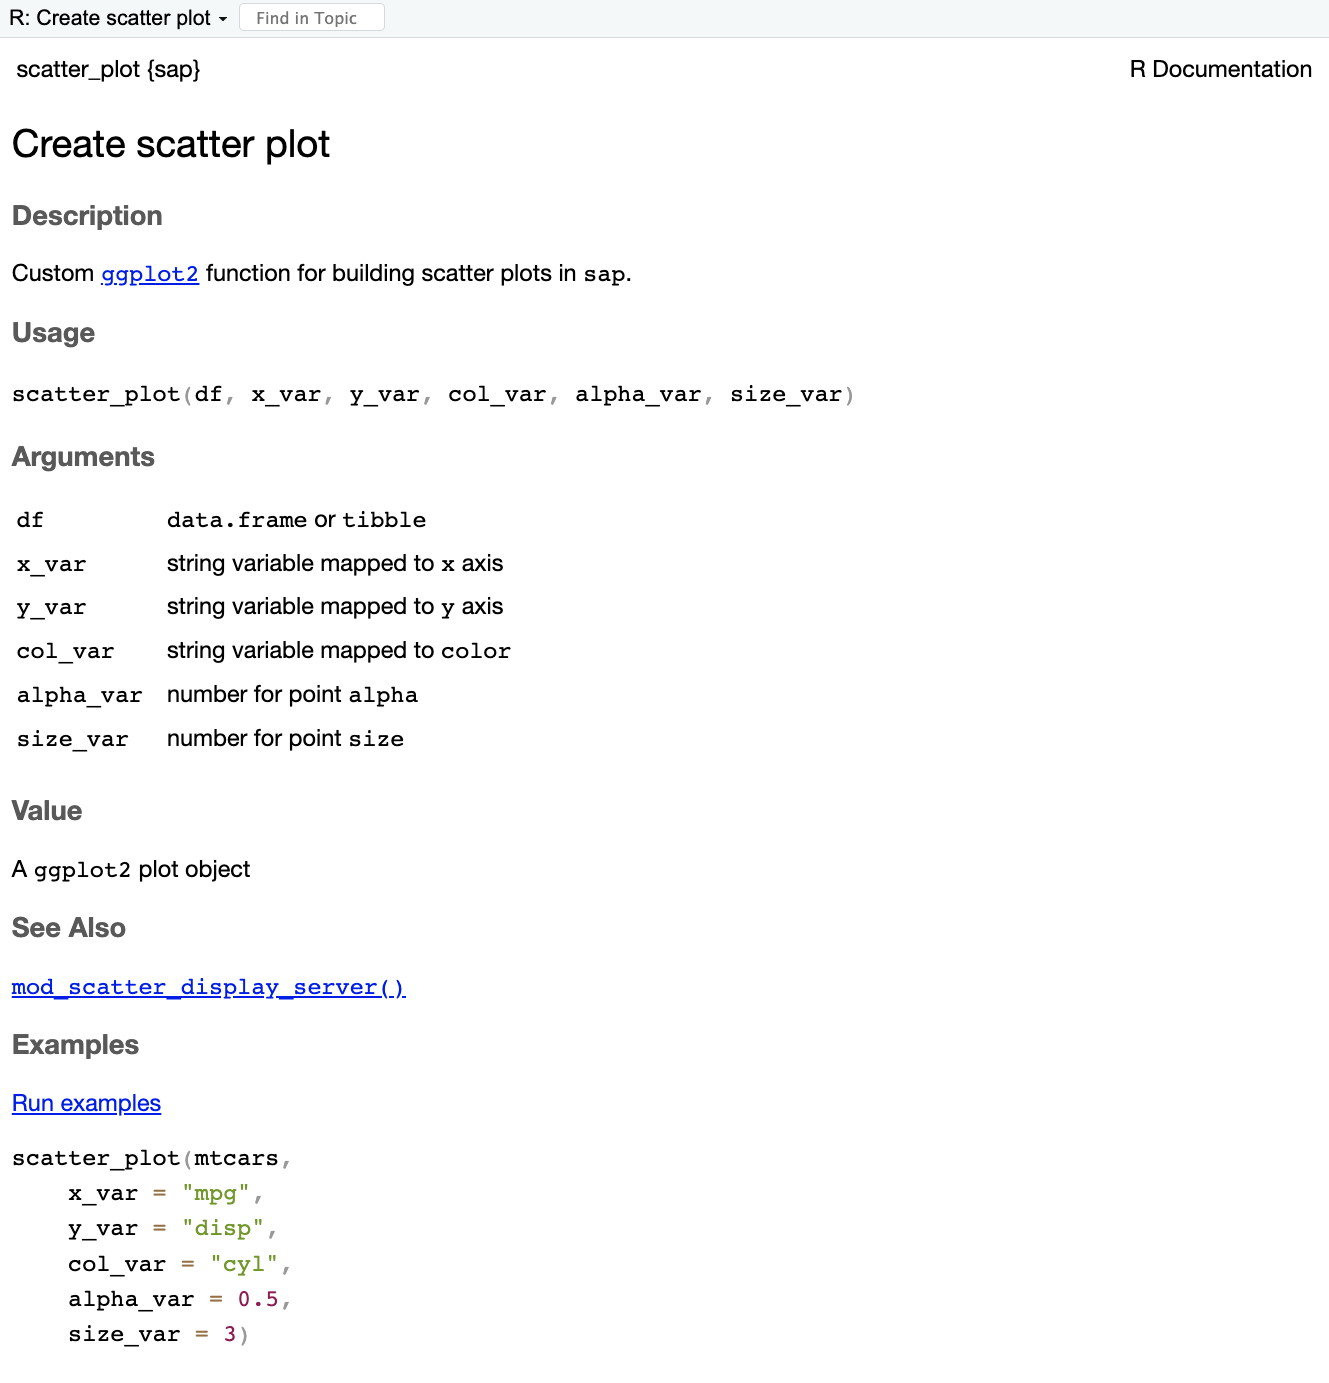 R: Create scatter plot
Find in Topic
scatter_plot {sap}
R Documentation
Create scatter plot
Description
Custom ggplot2 function for building scatter plots in sap.
Usage
scatter_plot(df, x_var, y_var, col_var, alpha_var, size_var)
Arguments
df data.frame or tibble
x_var string variable mapped to x axis
y_var string variable mapped to y axis
col_var string variable mapped to color
alpha_var number for point alpha
size_var number for point size
Value
A ggplot2 plot object
See Also
mod_scatter_display_server()
Examples
Run examples
scatter_plot(mtcars,
    x_var = "mpg",
    y_var = "disp",
    col_var = "cyl",
    alpha_var = 0.5,
    size_var = 3)